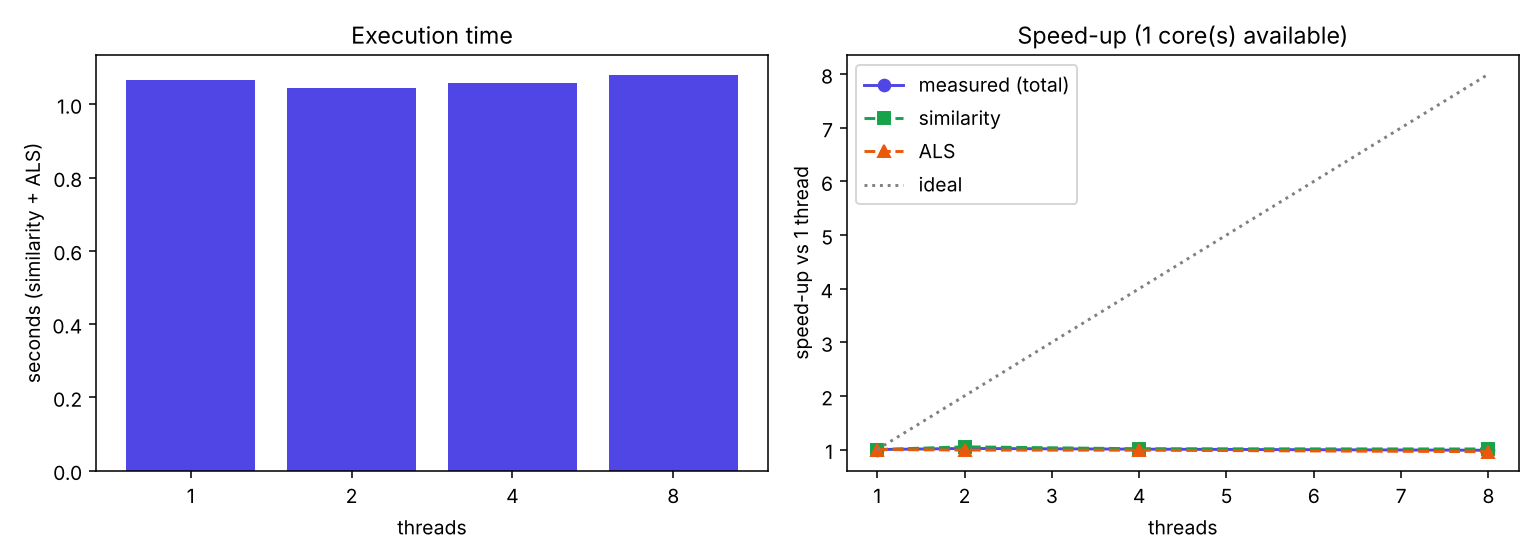 Execution time
seconds (similarity + ALS)
1.0
0.8
0.6
0.4
0.2
0.0
1 2 4 8
threads
Speed-up (1 core(s) available)
measured (total)
similarity
ALS
ideal
speed-up vs 1 thread
8
7
6
5
4
3
2
1
1 2 3 4 5 6 7 8
threads